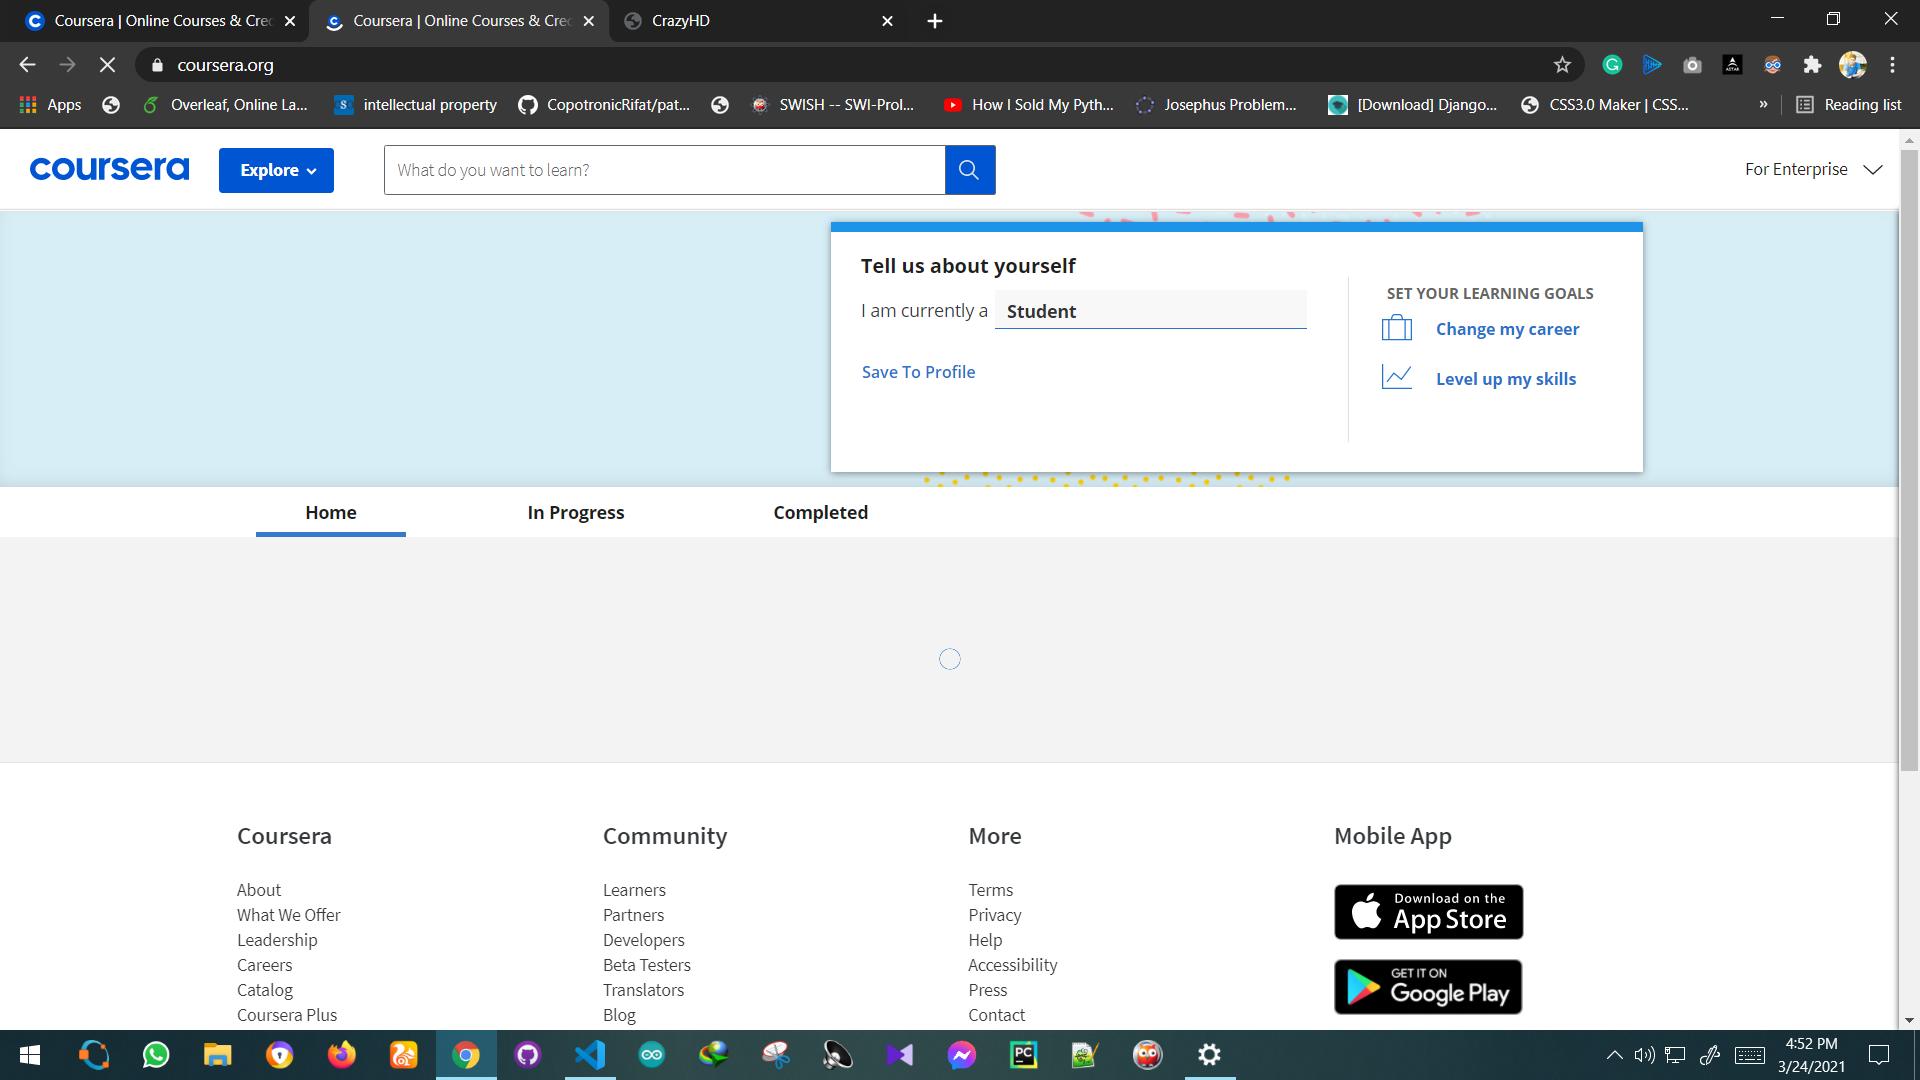 Coursera | Online Courses & Cre
Coursera | Online Courses & Cre
CrazyHD
coursera.org
Apps
Overleaf, Online La...
intellectual property
CopotronicRifat/pat...
SWISH -- SWI-Prol...
How I Sold My Pyth...
Josephus Problem...
[Download] Django...
CSS3.0 Maker | CSS...
»
Reading list
coursera
Explore
What do you want to learn?
For Enterprise
Tell us about yourself
I am currently a Student
Save To Profile
SET YOUR LEARNING GOALS
Change my career
Level up my skills
Home
In Progress
Completed
Coursera
About
What We Offer
Leadership
Careers
Catalog
Coursera Plus
Community
Learners
Partners
Developers
Beta Testers
Translators
Blog
More
Terms
Privacy
Help
Accessibility
Press
Contact
Mobile App
Download on the
App Store
GET IT ON
Google Play
4:52 PM
3/24/2021